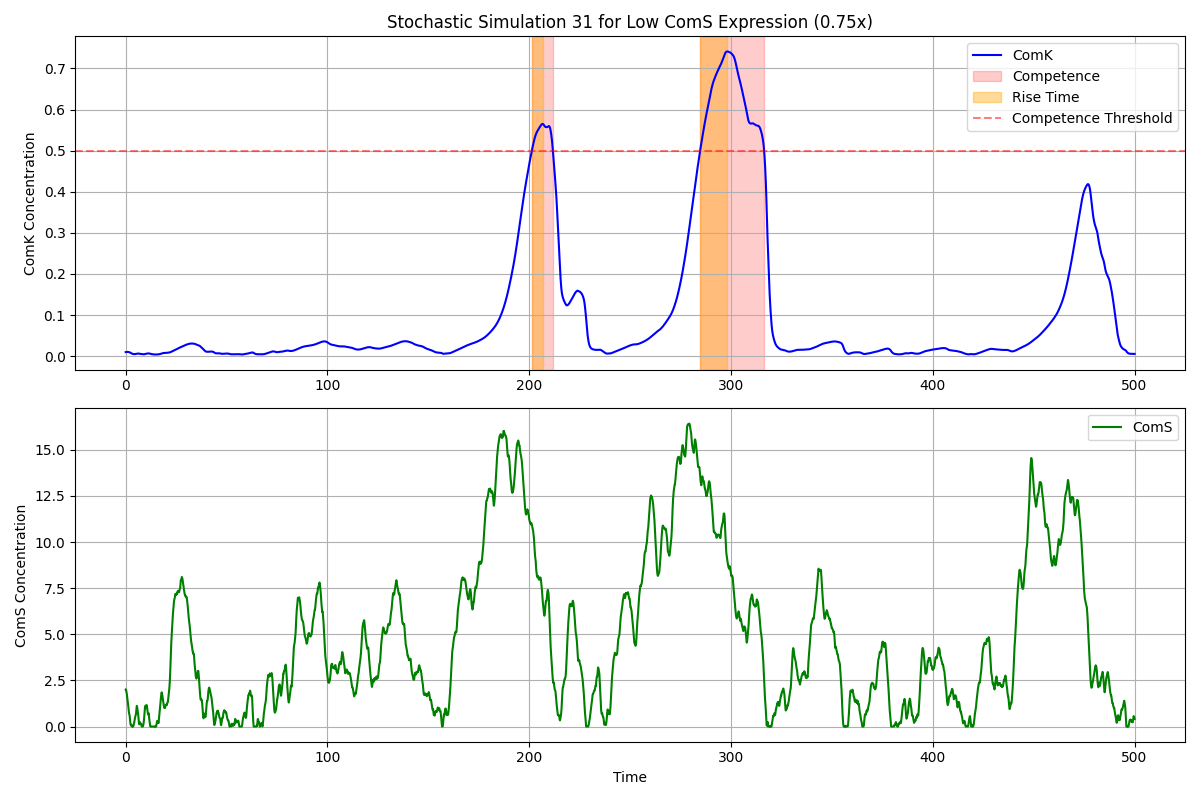 Stochastic Simulation 31 for Low ComS Expression (0.75x)
ComK Concentration
0.7
0.6
0.5
0.4
0.3
0.2
0.1
0.0
ComK
Competence
Rise Time
Competence Threshold
0 100 200 300 400 500
ComS Concentration
15.0
12.5
10.0
7.5
5.0
2.5
0.0
ComS
0 100 200 300 400 500
Time